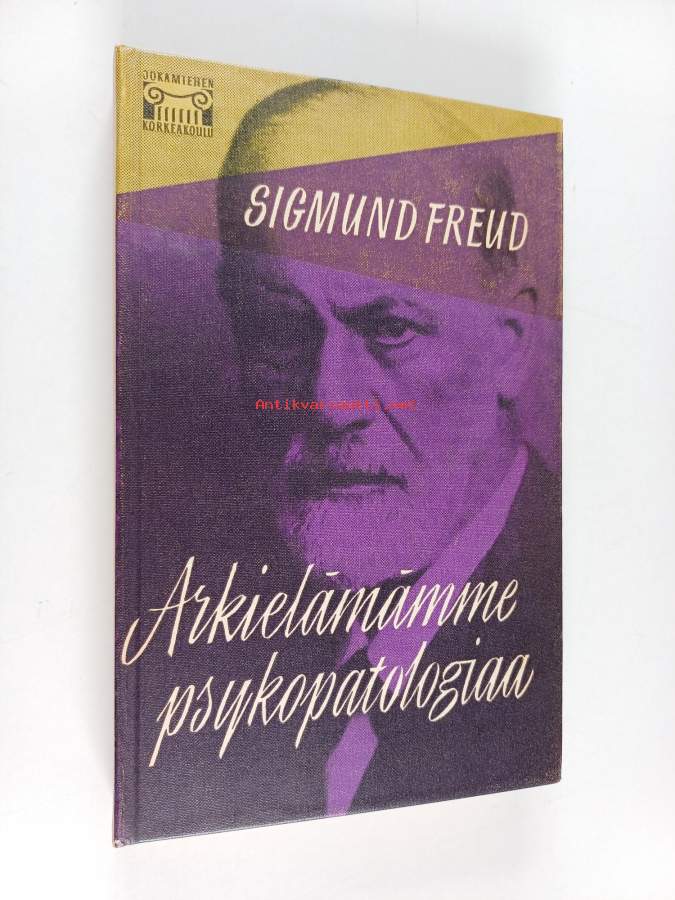 JOKAMIEHEN
KORKEAKOULU
SIGMUND FREUD
Antikvariaatti.net
Arkielämämme
psykopatologiaa